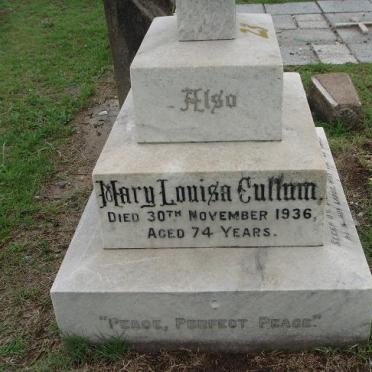 Also
Mary Louisa Cullum.
DIED 30TH NOVEMBER 1936,
AGED 74 YEARS.
"PEACE, PERFECT PEACE."